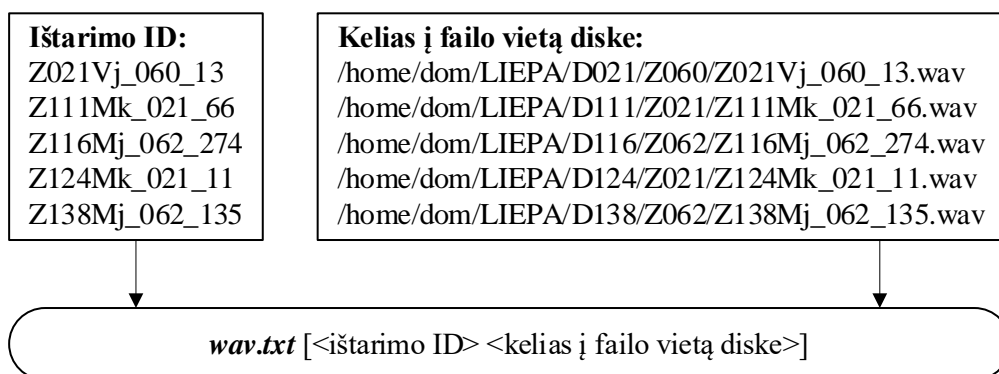 Ištarimo ID:
Z021Vj_060_13
Z111Mk_021_66
Z116Mj_062_274
Z124Mk_021_11
Z138Mj_062_135
Kelias į failo vietą diske:
/home/dom/LIEPA/D021/Z060/Z021Vj_060_13.wav
/home/dom/LIEPA/D111/Z021/Z111Mk_021_66.wav
/home/dom/LIEPA/D116/Z062/Z116Mj_062_274.wav
/home/dom/LIEPA/D124/Z021/Z124Mk_021_11.wav
/home/dom/LIEPA/D138/Z062/Z138Mj_062_135.wav
wav.txt [<ištarimo ID> <kelias į failo vietą diske>]